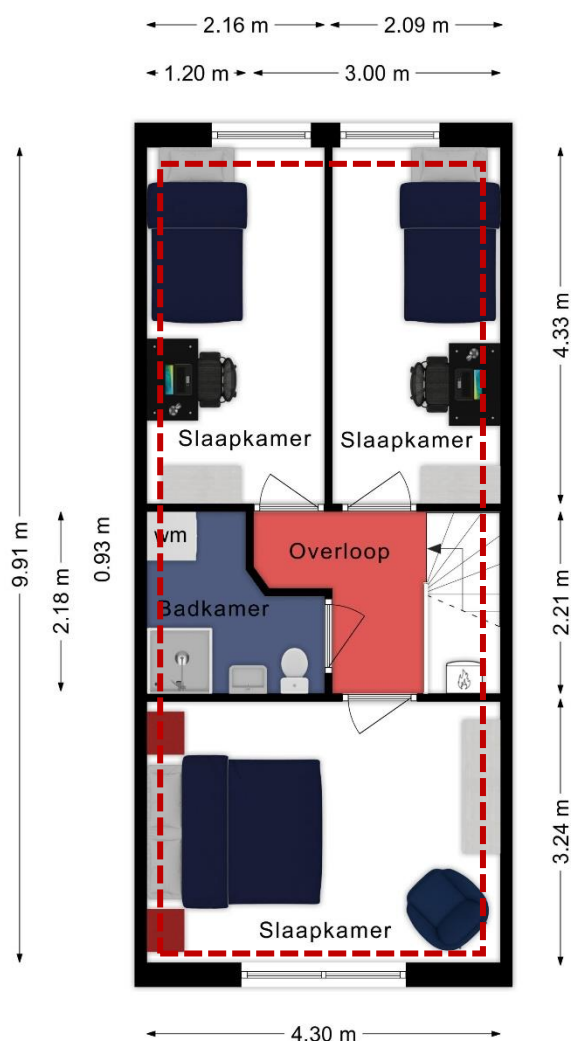 2.16 m
2.09 m
1.20 m
3.00 m
4.33 m
Slaapkamer
Slaapkamer
9.91 m
0.93 m
2.18 m
wm
Overloop
Badkamer
2.21 m
3.24 m
Slaapkamer
4.30 m